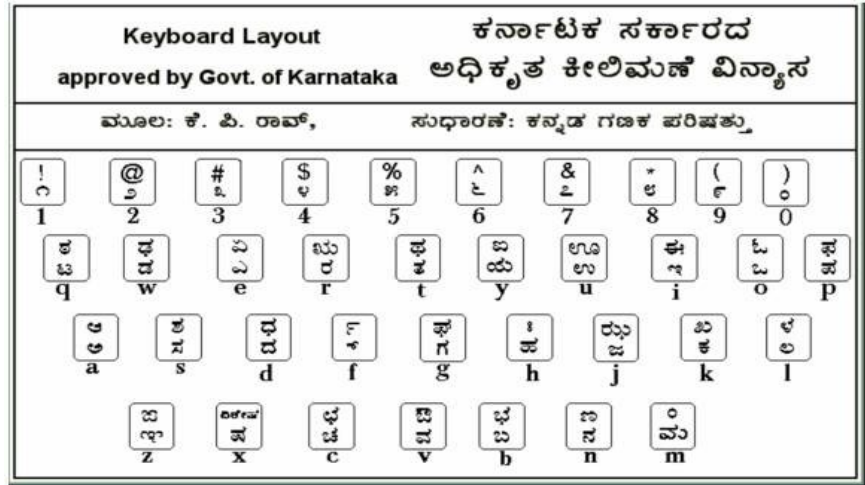 Keyboard Layout
approved by Govt. of Karnataka
ಕರ್ನಾಟಕ ಸರ್ಕಾರದ
ಅಧಿಕೃತ ಕೀಲಿಮಣೆ ವಿನ್ಯಾಸ
ಮೂಲ: ಕೆ. ಪಿ. ರಾವ್, ಸುಧಾರಣೆ: ಕನ್ನಡ ಗಣಕ ಪರಿಷತ್ತು
! @ # $ % ^ & * ( )
೧ ೨ ೩ ೪ ೫ ೬ ೭ ೮ ೯ ೦
1 2 3 4 5 6 7 8 9 0
ಠ ಢ ಏ ಋ ಥ ಐ ಊ ಈ ಓ ಫ
ಟ ಡ ಎ ರ ತ ಯ ಉ ಇ ಒ ಪ
q w e r t y u i o p
ಆ ಶ ಧ ಘ ಃ ಝ ಖ ಳ
ಅ ಸ ದ ಗ ಹ ಜ ಕ ಲ
a s d f g h j k l
ಙ ವಿಶೇಷ ಛ ಔ ಭ ಣ ಂ
ಞ ಷ ಚ ವ ಬ ನ ಮ
z x c v b n m